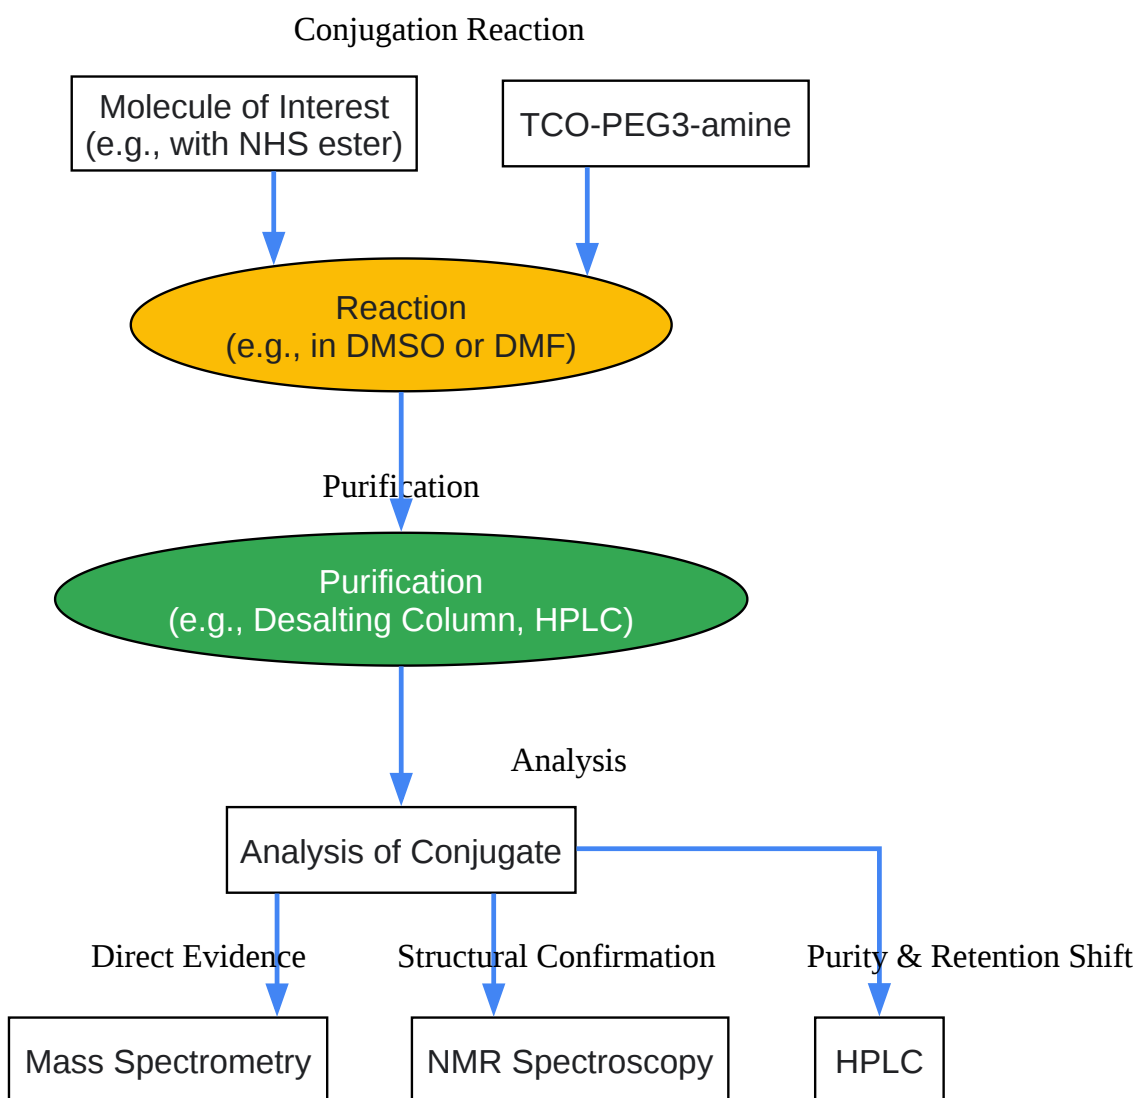 Conjugation Reaction
Molecule of Interest
(e.g., with NHS ester)
TCO-PEG3-amine
Reaction
(e.g., in DMSO or DMF)
Purification
Purification
(e.g., Desalting Column, HPLC)
Analysis
Analysis of Conjugate
Direct Evidence
Structural Confirmation
Purity & Retention Shift
Mass Spectrometry
NMR Spectroscopy
HPLC